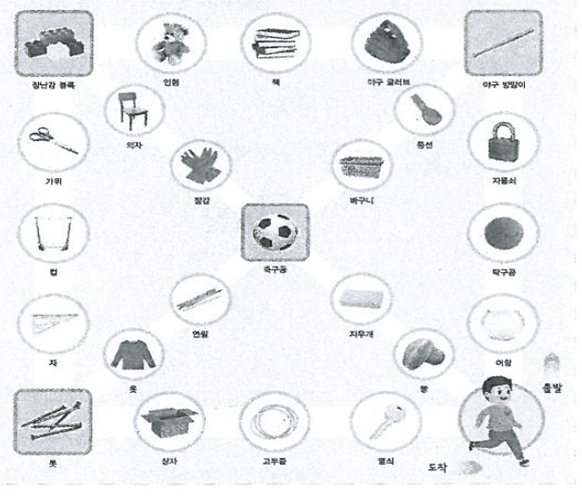 장난감 블록
인형
책
야구 글러브
야구 방망이
의자
풍선
가위
장갑
바구니
자물쇠
컵
축구공
탁구공
연필
지우개
자
옷
빵
어항
출발
못
상자
고무줄
열쇠
도착